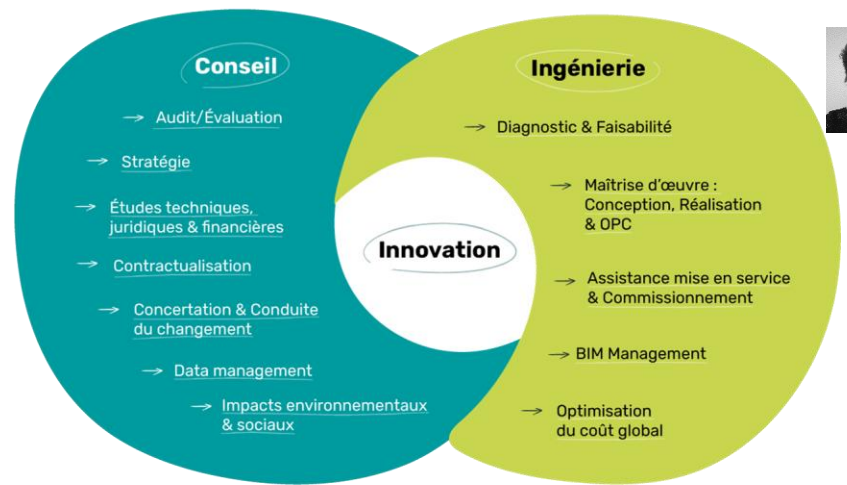 Conseil
→ Audit/Évaluation
→ Stratégie
→ Études techniques,
juridiques & financières
→ Contractualisation
→ Concertation & Conduite
du changement
→ Data management
→ Impacts environnementaux
& sociaux
Innovation
Ingénierie
→ Diagnostic & Faisabilité
→ Maîtrise d'œuvre :
Conception, Réalisation
& OPC
→ Assistance mise en service
& Commissionnement
→ BIM Management
→ Optimisation
du coût global